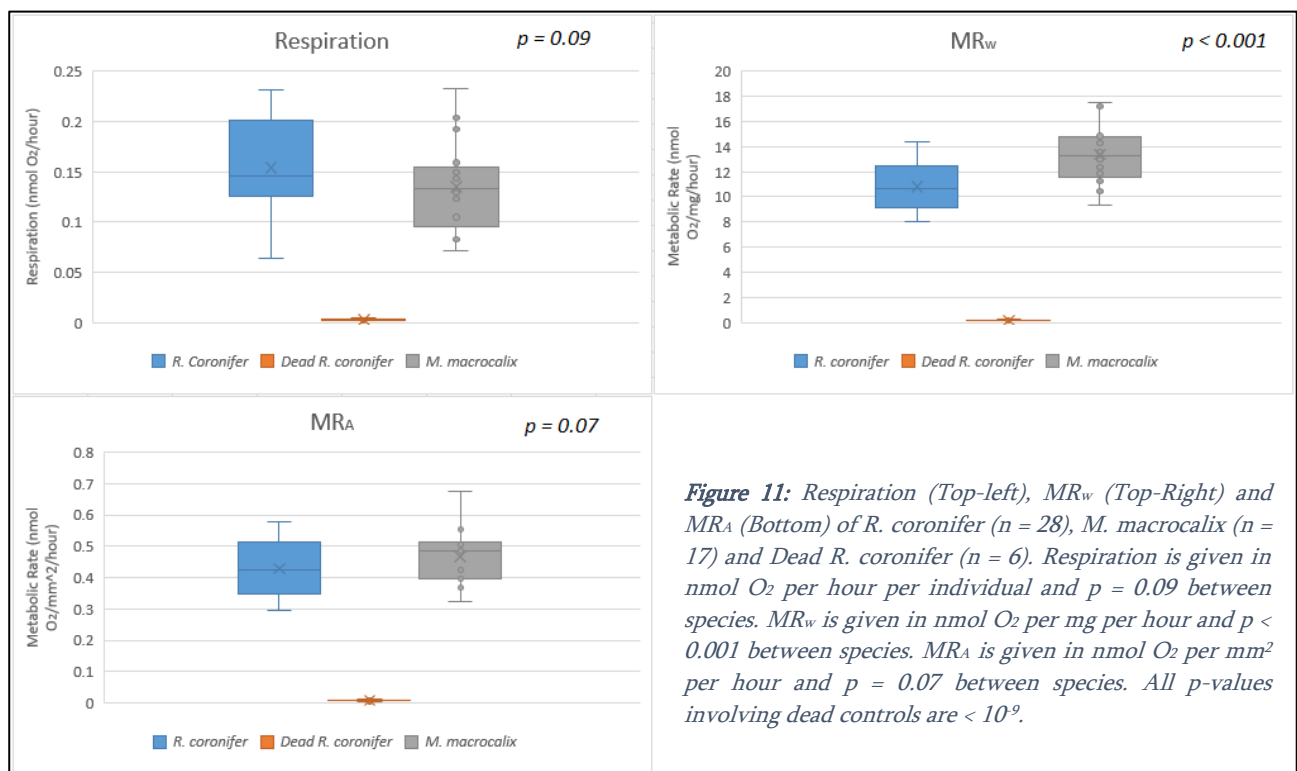 Respiration
p = 0.09
Respiration (nmol O2/hour)
0.25
0.2
0.15
0.1
0.05
0
R. Coronifer Dead R. coronifer M. macrocalix
MRw
p < 0.001
Metabolic Rate (nmol
O2/mg/hour)
20
18
16
14
12
10
8
6
4
2
0
R. coronifer Dead R. coronifer M. macrocalix
MRA
p = 0.07
Metabolic Rate (nmol
O2/mm^2/hour)
0.8
0.7
0.6
0.5
0.4
0.3
0.2
0.1
0
R. coronifer Dead R. coronifer M. macrocalix
Figure 11: Respiration (Top-left), MRw (Top-Right) and
MRA (Bottom) of R. coronifer (n = 28), M. macrocalix (n =
17) and Dead R. coronifer (n = 6). Respiration is given in
nmol O2 per hour per individual and p = 0.09 between
species. MRw is given in nmol O2 per mg per hour and p <
0.001 between species. MRA is given in nmol O2 per mm²
per hour and p = 0.07 between species. All p-values
involving dead controls are < 10⁻⁹.